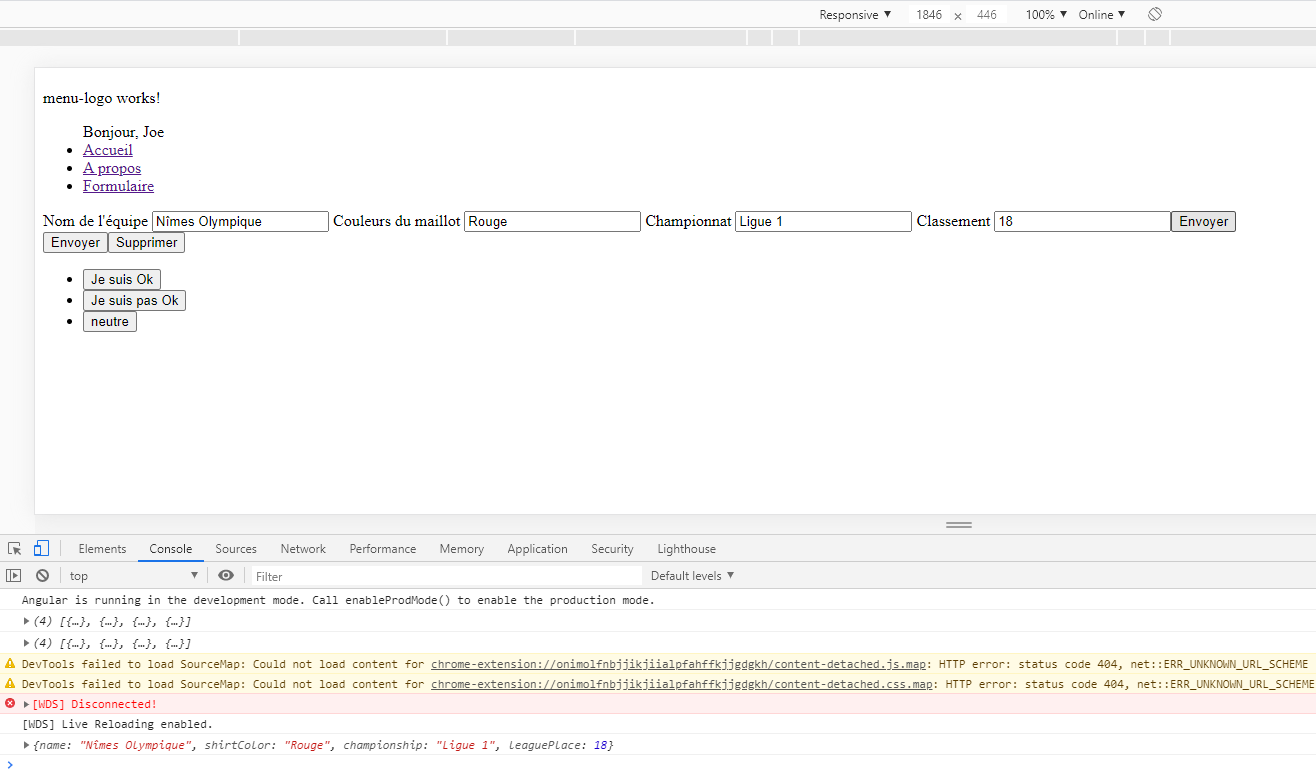 Responsive ▼ 1846 × 446 100% ▼ Online ▼
menu-logo works!
Bonjour, Joe
Accueil
A propos
Formulaire
Nom de l'équipe Nîmes Olympique Couleurs du maillot Rouge Championnat Ligue 1 Classement 18 Envoyer
Envoyer Supprimer
Je suis Ok
Je suis pas Ok
neutre
Elements Console Sources Network Performance Memory Application Security Lighthouse
top ▼ Filter Default levels ▼
Angular is running in the development mode. Call enableProdMode() to enable the production mode.
(4) [{…}, {…}, {…}, {…}]
(4) [{…}, {…}, {…}, {…}]
DevTools failed to load SourceMap: Could not load content for chrome-extension://onimolfnbjjikjiialpfahffkjjgdgkh/content-detached.js.map: HTTP error: status code 404, net::ERR_UNKNOWN_URL_SCHEME
DevTools failed to load SourceMap: Could not load content for chrome-extension://onimolfnbjjikjiialpfahffkjjgdgkh/content-detached.css.map: HTTP error: status code 404, net::ERR_UNKNOWN_URL_SCHEME
[WDS] Disconnected!
[WDS] Live Reloading enabled.
{name: "Nîmes Olympique", shirtColor: "Rouge", championship: "Ligue 1", leaguePlace: 18}